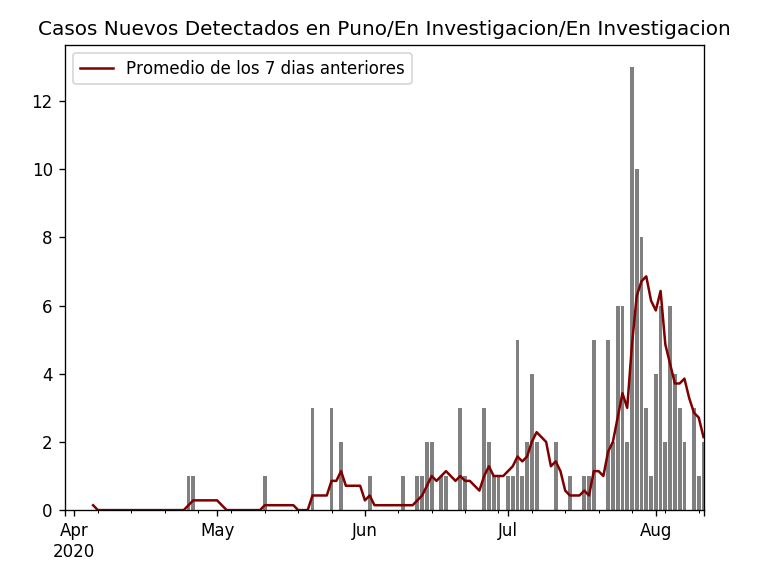 Casos Nuevos Detectados en Puno/En Investigacion/En Investigacion
Promedio de los 7 dias anteriores
12
10
8
6
4
2
0
Apr May Jun Jul Aug
2020